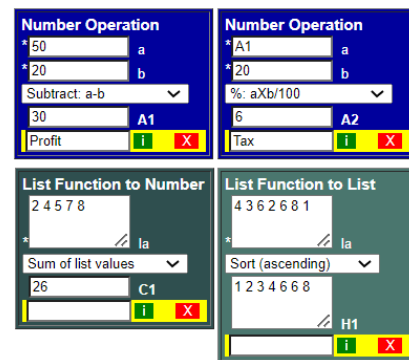 Number Operation
* 50 a
* 20 b
Subtract: a-b
30 A1
Profit i X
Number Operation
* A1 a
* 20 b
%: aXb/100
6 A2
Tax i X
List Function to Number
2 4 5 7 8
* la
Sum of list values
26 C1
i X
List Function to List
4 3 6 2 6 8 1
* la
Sort (ascending)
1 2 3 4 6 6 8
H1
i X